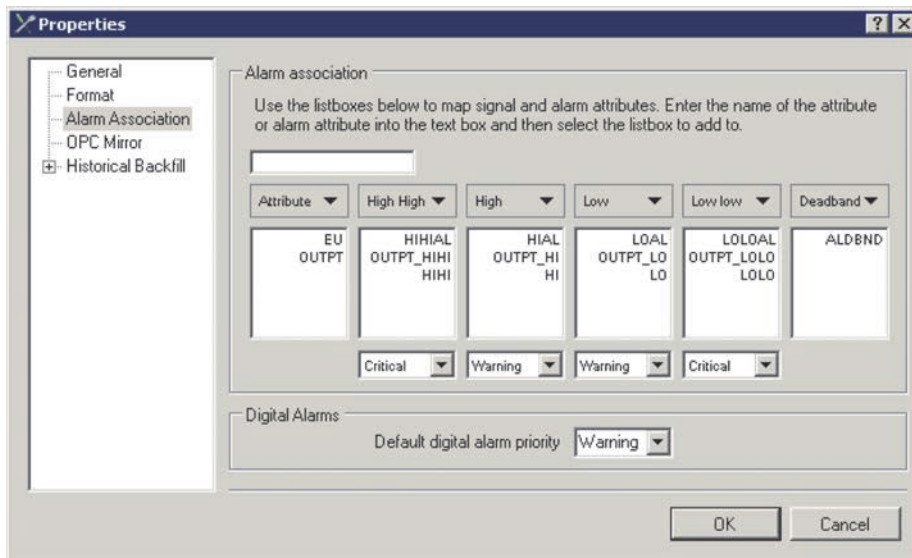 Properties
General
Format
Alarm Association
OPC Mirror
Historical Backfill
Alarm association
Use the listboxes below to map signal and alarm attributes. Enter the name of the attribute
or alarm attribute into the text box and then select the listbox to add to.
Attribute High High High Low Low low Deadband
EU HIHIAL HIAL LOAL LOLOAL ALDBND
OUTPT OUTPT_HIHI OUTPT_HI OUTPT_LO OUTPT_LOLO
HIHI HI LO LOLO
Critical Warning Warning Critical
Digital Alarms
Default digital alarm priority Warning
OK Cancel